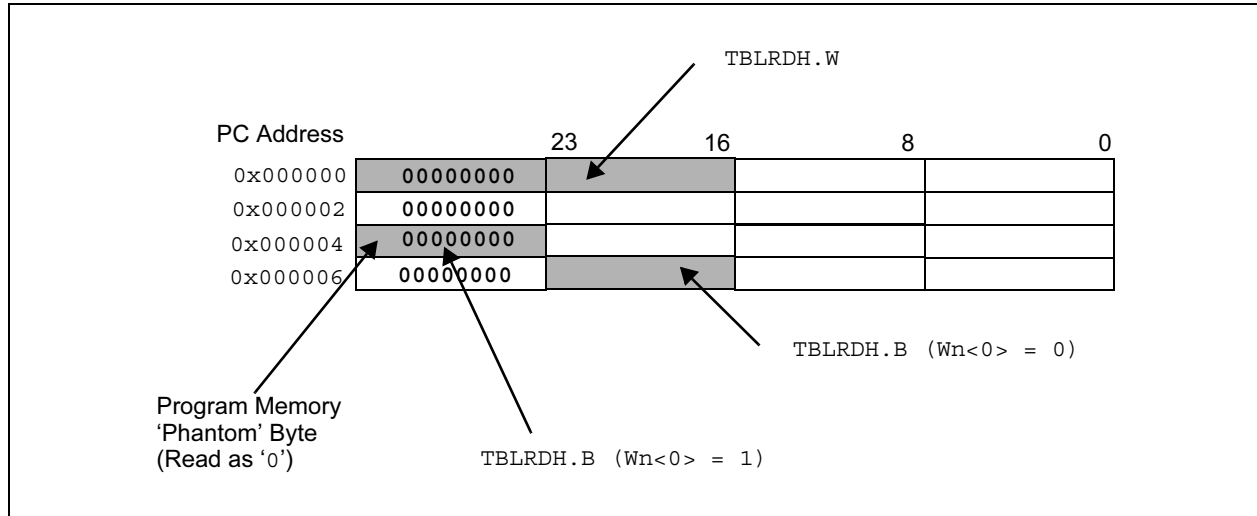 TBLRDH.W
PC Address
23 16 8 0
0x000000 00000000
0x000002 00000000
0x000004 00000000
0x000006 00000000
TBLRDH.B (Wn<0> = 0)
Program Memory
‘Phantom’ Byte
(Read as ‘0’)
TBLRDH.B (Wn<0> = 1)